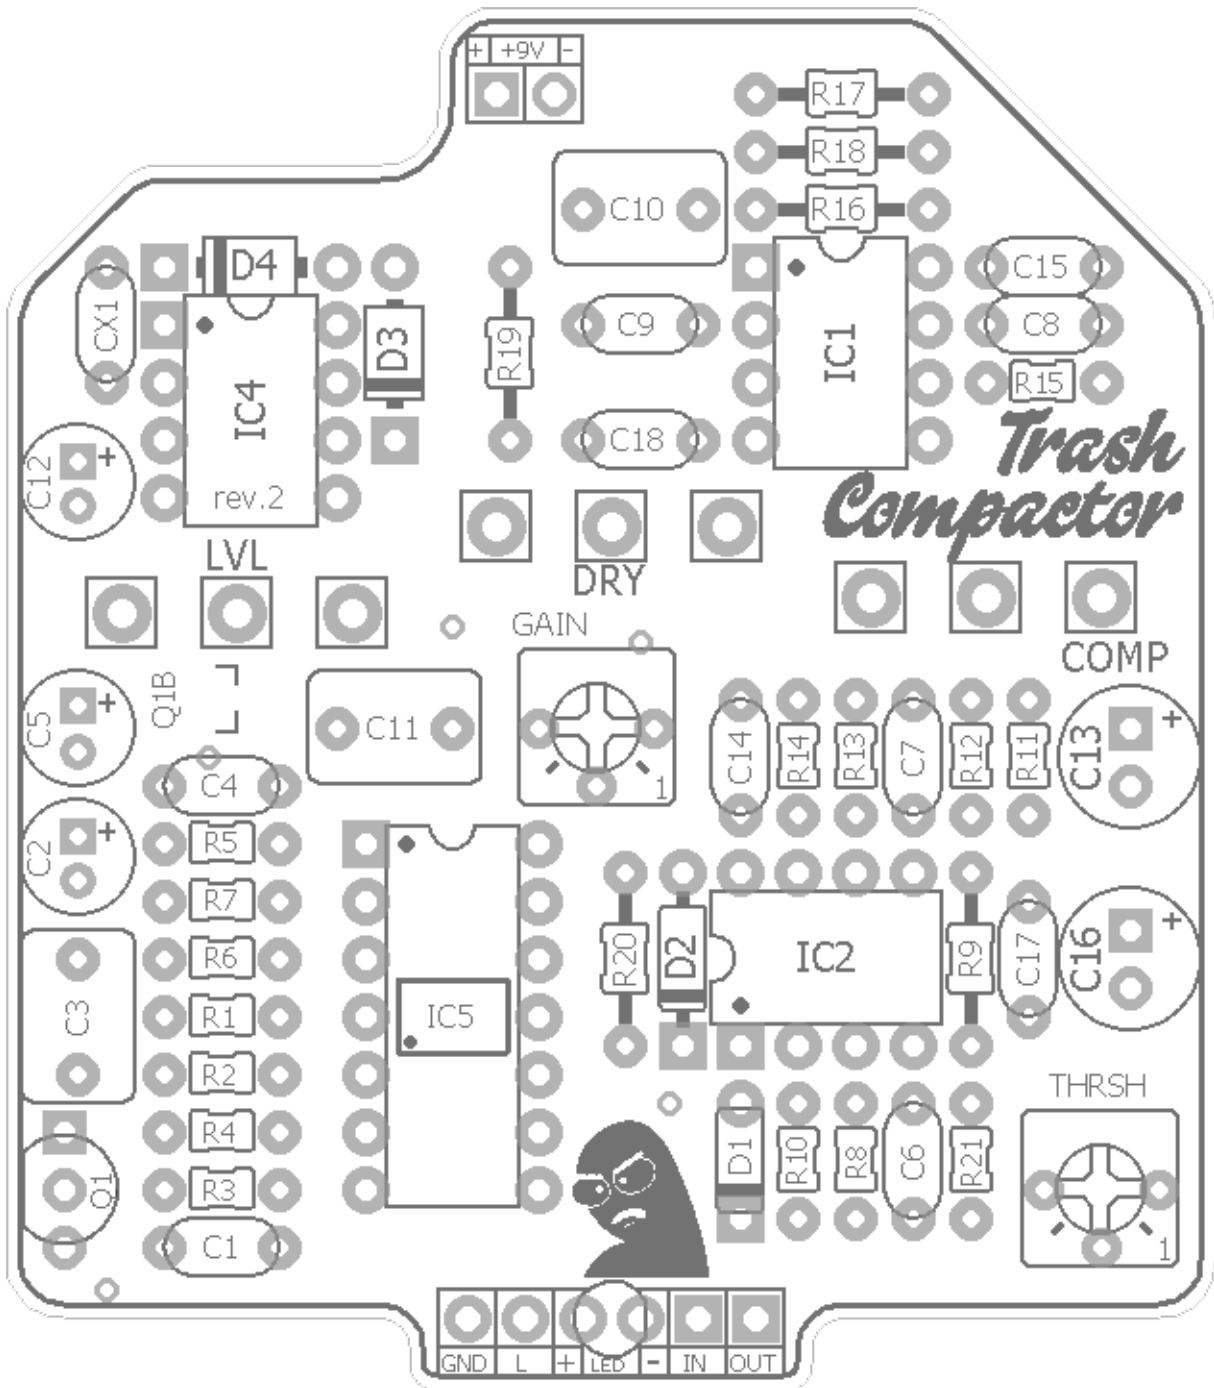 + +9V -
R17
R18
C10 R16
D4 C15
CX1 C9 C8
D3 R19 IC1
IC4 R15
C18 Trash
C12 + rev.2 Compactor
LVL DRY
GAIN
COMP
Q1B
C5 + C11 C14 R14 R13 C7 R12 R11 C13 +
C4 1
C2 + R5
R7
R20 D2 IC2 R9 C17 C16 +
R6
C3 R1 IC5
R2
THRSH
R4 D1 R10 R8 C6 R21
Q1 R3
C1 1
GND L + LED - IN OUT